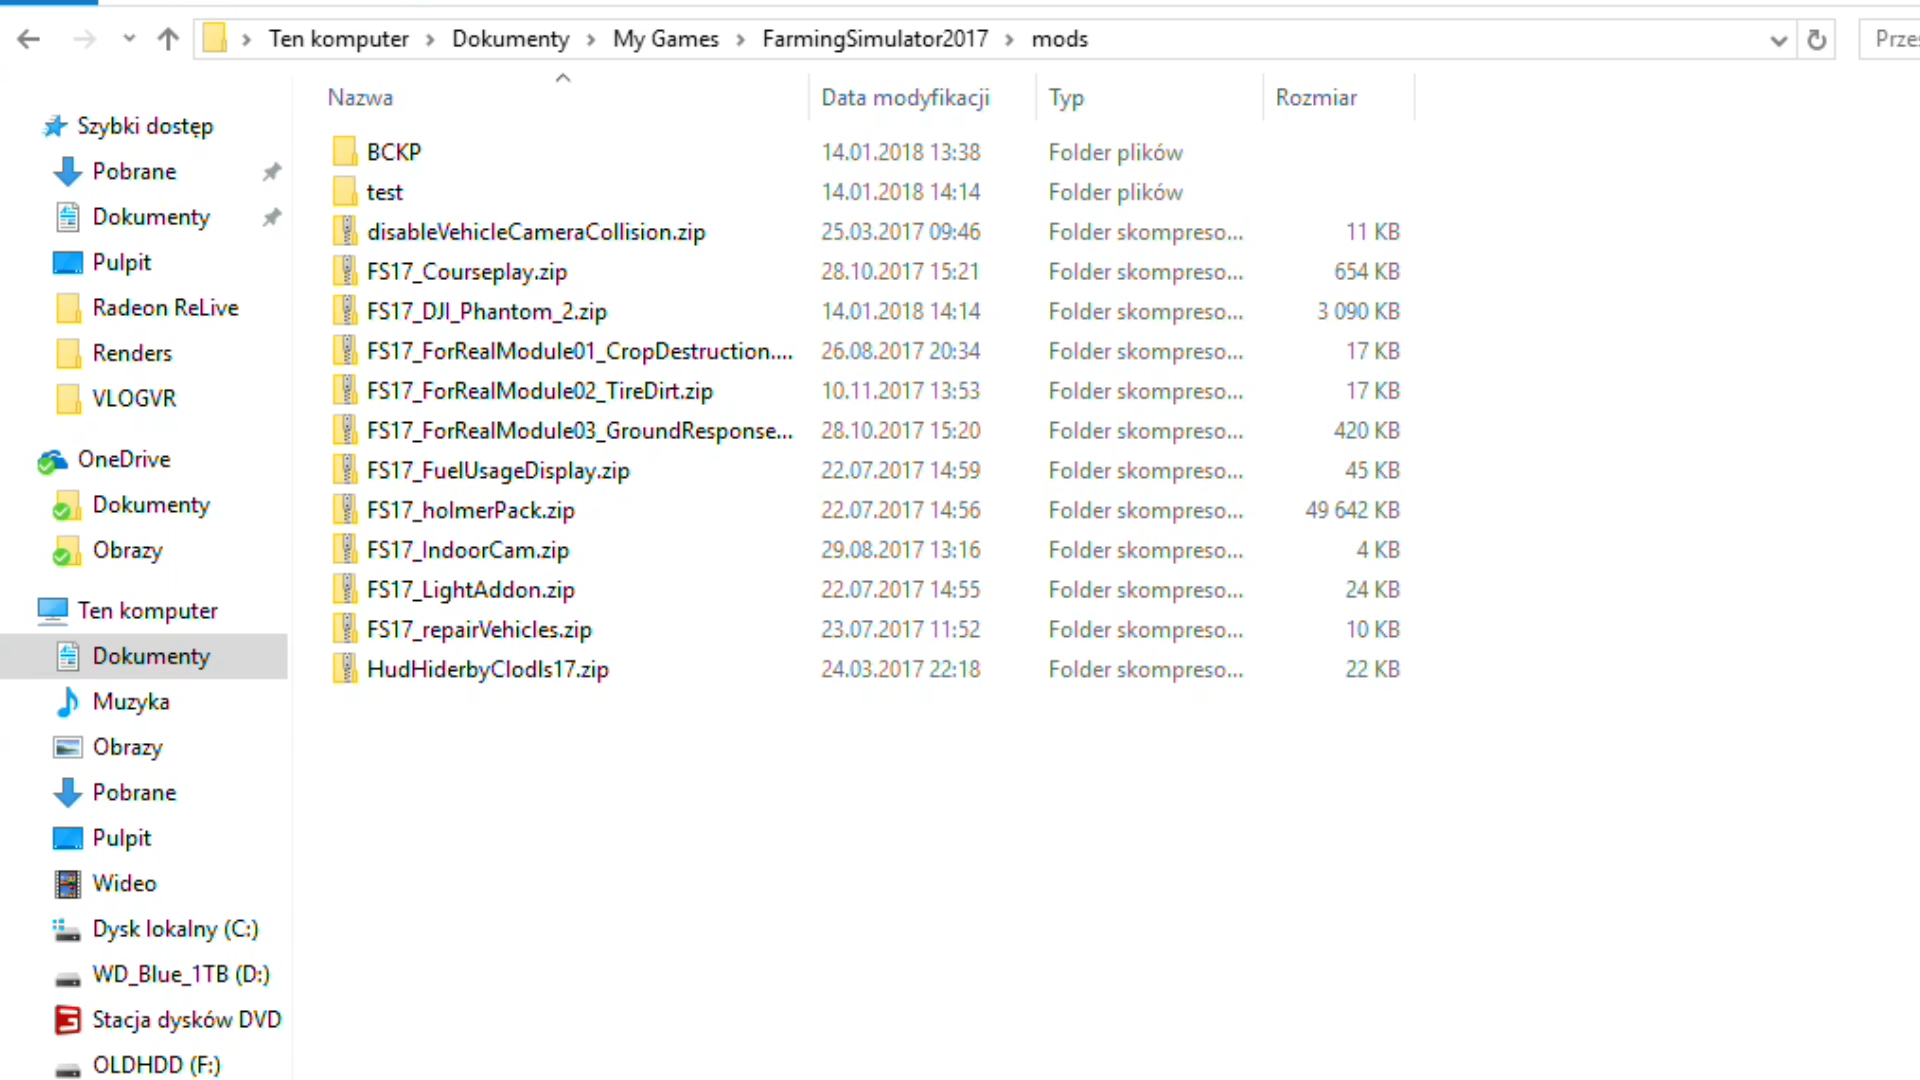 Ten komputer > Dokumenty > My Games > FarmingSimulator2017 > mods
Nazwa Data modyfikacji Typ Rozmiar
BCKP 14.01.2018 13:38 Folder plików
test 14.01.2018 14:14 Folder plików
disableVehicleCameraCollision.zip 25.03.2017 09:46 Folder skompreso... 11 KB
FS17_Courseplay.zip 28.10.2017 15:21 Folder skompreso... 654 KB
FS17_DJI_Phantom_2.zip 14.01.2018 14:14 Folder skompreso... 3 090 KB
FS17_ForRealModule01_CropDestruction.... 26.08.2017 20:34 Folder skompreso... 17 KB
FS17_ForRealModule02_TireDirt.zip 10.11.2017 13:53 Folder skompreso... 17 KB
FS17_ForRealModule03_GroundResponse... 28.10.2017 15:20 Folder skompreso... 420 KB
FS17_FuelUsageDisplay.zip 22.07.2017 14:59 Folder skompreso... 45 KB
FS17_holmerPack.zip 22.07.2017 14:56 Folder skompreso... 49 642 KB
FS17_IndoorCam.zip 29.08.2017 13:16 Folder skompreso... 4 KB
FS17_LightAddon.zip 22.07.2017 14:55 Folder skompreso... 24 KB
FS17_repairVehicles.zip 23.07.2017 11:52 Folder skompreso... 10 KB
HudHiderbyClodls17.zip 24.03.2017 22:18 Folder skompreso... 22 KB
Szybki dostęp
Pobrane
Dokumenty
Pulpit
Radeon ReLive
Renders
VLOGVR
OneDrive
Dokumenty
Obrazy
Ten komputer
Dokumenty
Muzyka
Obrazy
Pobrane
Pulpit
Wideo
Dysk lokalny (C:)
WD_Blue_1TB (D:)
Stacja dysków DVD
OLDHDD (F:)